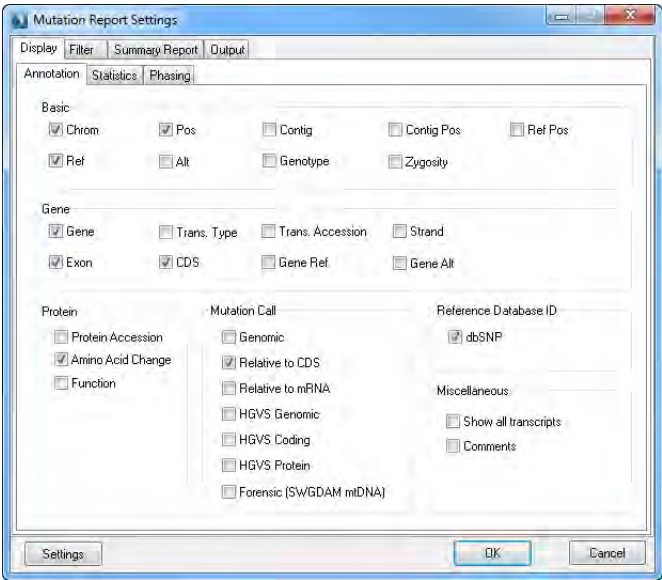 Mutation Report Settings
Display Filter Summary Report Output
Annotation Statistics Phasing
Basic
Chrom Pos Contig Contig Pos Ref Pos
Ref Alt Genotype Zygosity
Gene
Gene Trans. Type Trans. Accession Strand
Exon CDS Gene Ref Gene Alt
Protein
Protein Accession
Amino Acid Change
Function
Mutation Call
Genomic
Relative to CDS
Relative to mRNA
HGVS Genomic
HGVS Coding
HGVS Protein
Forensic (SWGDAM mtDNA)
Reference Database ID
dbSNP
Miscellaneous
Show all transcripts
Comments
Settings OK Cancel